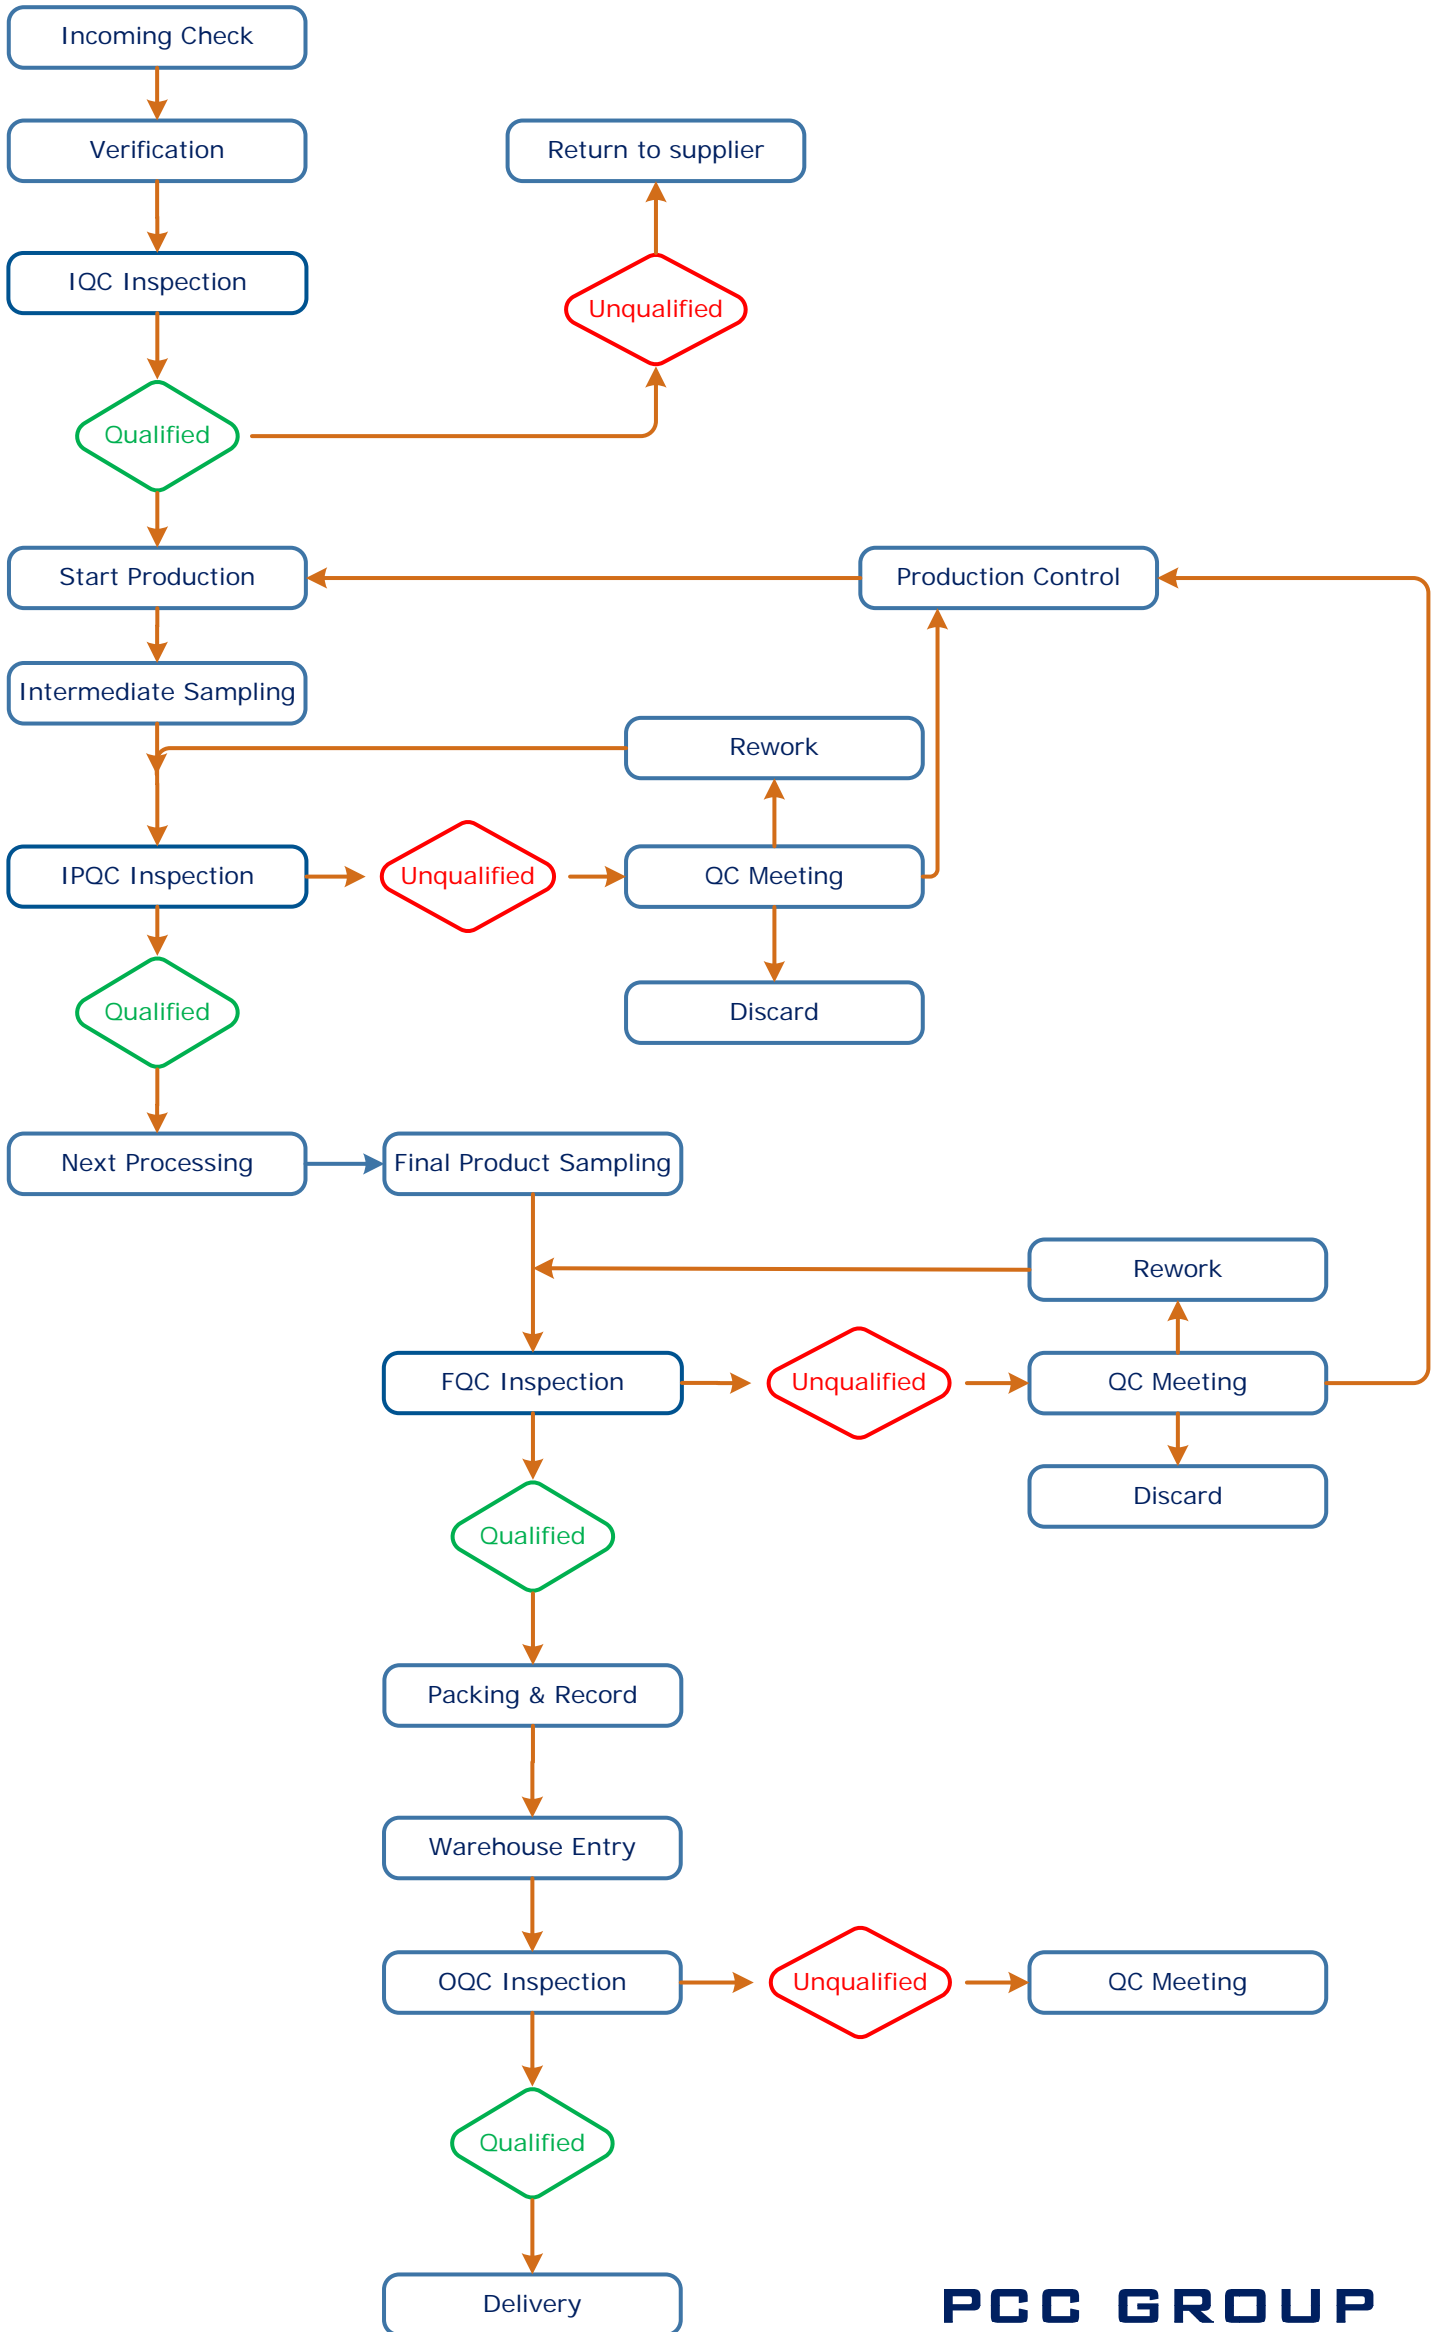 Incoming Check
Verification
Return to supplier
IQC Inspection
Unqualified
Qualified
Start Production
Production Control
Intermediate Sampling
Rework
IPQC Inspection
Unqualified
QC Meeting
Qualified
Discard
Next Processing
Final Product Sampling
Rework
FQC Inspection
Unqualified
QC Meeting
Discard
Qualified
Packing & Record
Warehouse Entry
OQC Inspection
Unqualified
QC Meeting
Qualified
Delivery
PCC GROUP